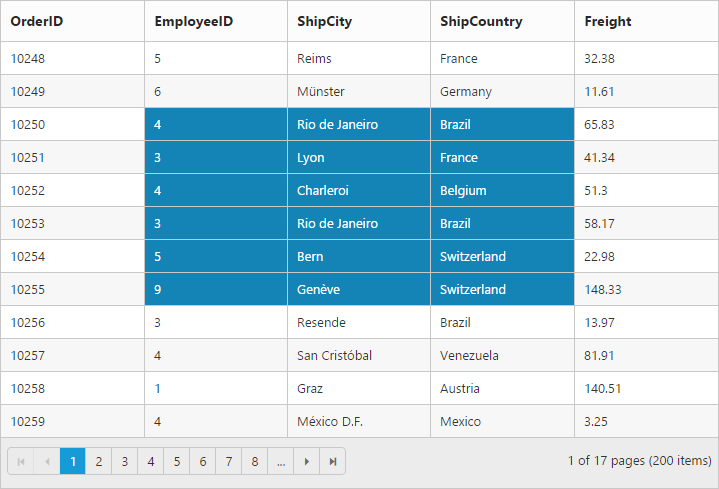 OrderID EmployeeID ShipCity ShipCountry Freight
10248 5 Reims France 32.38
10249 6 Münster Germany 11.61
10250 4 Rio de Janeiro Brazil 65.83
10251 3 Lyon France 41.34
10252 4 Charleroi Belgium 51.3
10253 3 Rio de Janeiro Brazil 58.17
10254 5 Bern Switzerland 22.98
10255 9 Genève Switzerland 148.33
10256 3 Resende Brazil 13.97
10257 4 San Cristóbal Venezuela 81.91
10258 1 Graz Austria 140.51
10259 4 México D.F. Mexico 3.25
1 2 3 4 5 6 7 8 ... 1 of 17 pages (200 items)